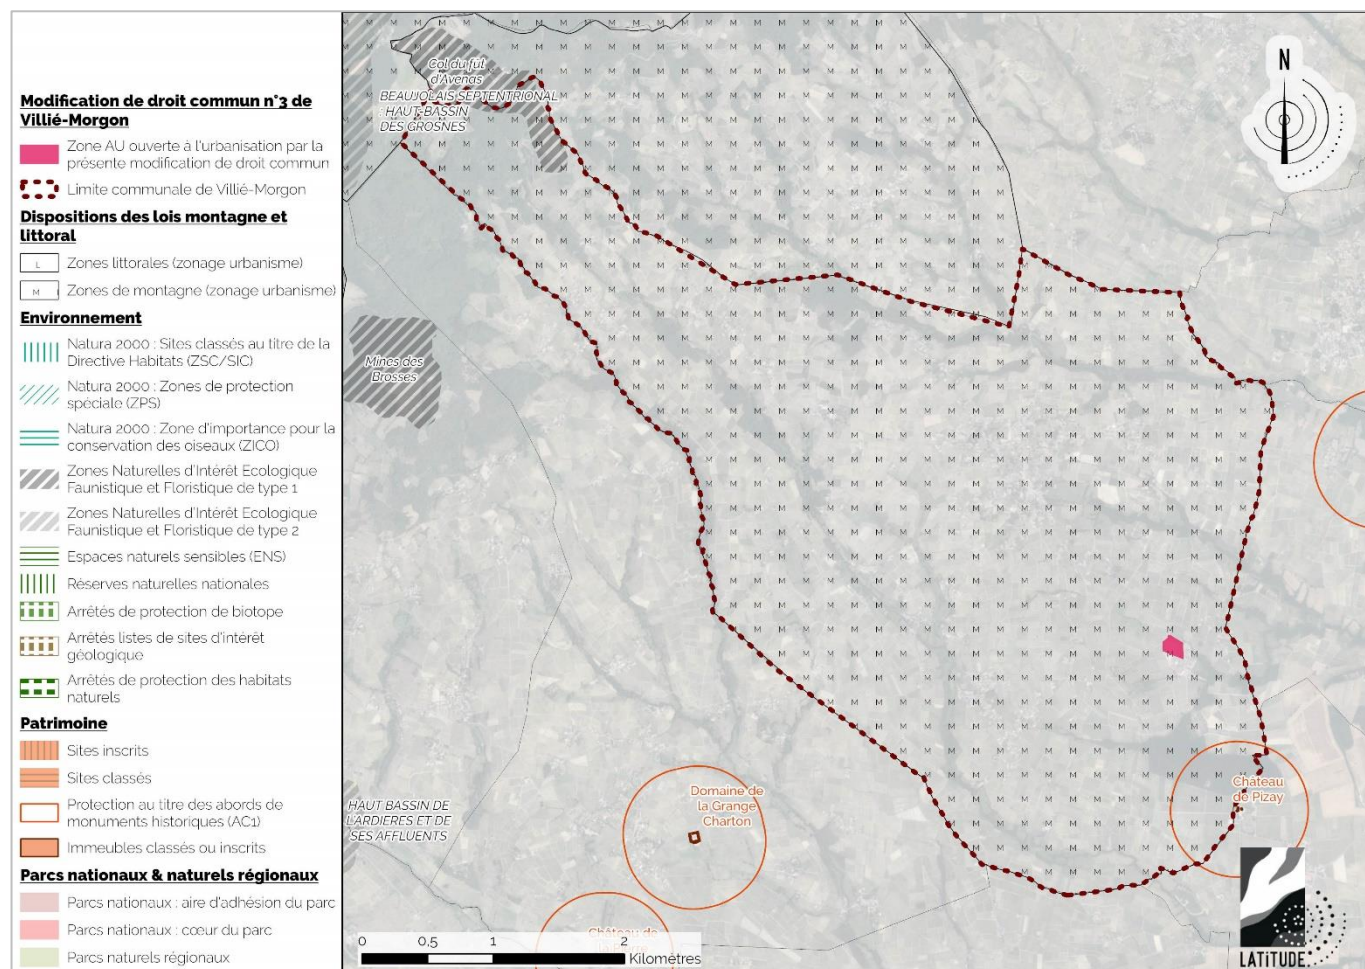 Modification de droit commun n°3 de
Villié-Morgon
Zone AU ouverte à l'urbanisation par la
présente modification de droit commun
Limite communale de Villié-Morgon
Dispositions des lois montagne et
littoral
L
Zones littorales (zonage urbanisme)
M
Zones de montagne (zonage urbanisme)
Environnement
Natura 2000 : Sites classés au titre de la
Directive Habitats (ZSC/SIC)
Natura 2000 : Zones de protection
spéciale (ZPS)
Natura 2000 : Zone d'importance pour la
conservation des oiseaux (ZICO)
Zones Naturelles d'Intérêt Ecologique
Faunistique et Floristique de type 1
Zones Naturelles d'Intérêt Ecologique
Faunistique et Floristique de type 2
Espaces naturels sensibles (ENS)
Réserves naturelles nationales
Arrêtés de protection de biotope
Arrêtés listes de sites d'intérêt
géologique
Arrêtés de protection des habitats
naturels
Patrimoine
Sites inscrits
Sites classés
Protection au titre des abords de
monuments historiques (AC1)
Immeubles classés ou inscrits
Parcs nationaux & naturels régionaux
Parcs nationaux : aire d'adhésion du parc
Parcs nationaux : cœur du parc
Parcs naturels régionaux
Col du fût
d'Avenas
BEAUJOLAIS SEPTENTRIONAL
HAUT-BASSIN
DES GROSNES
N
Mines des
Brosses
Domaine de
la Grange
Charton
Château
de Pizay
HAUT BASSIN DE
L'ARDIERES ET DE
SES AFFLUENTS
Château de
0 0,5 1 2
Kilomètres
LATITUDE